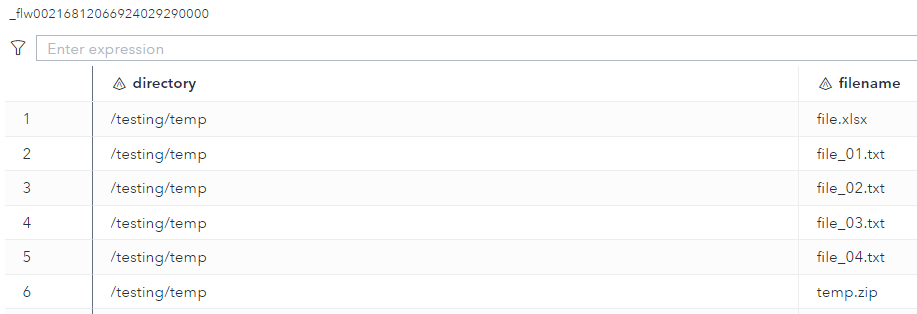 _flw00216812066924029290000
Enter expression
directory filename
1 /testing/temp file.xlsx
2 /testing/temp file_01.txt
3 /testing/temp file_02.txt
4 /testing/temp file_03.txt
5 /testing/temp file_04.txt
6 /testing/temp temp.zip